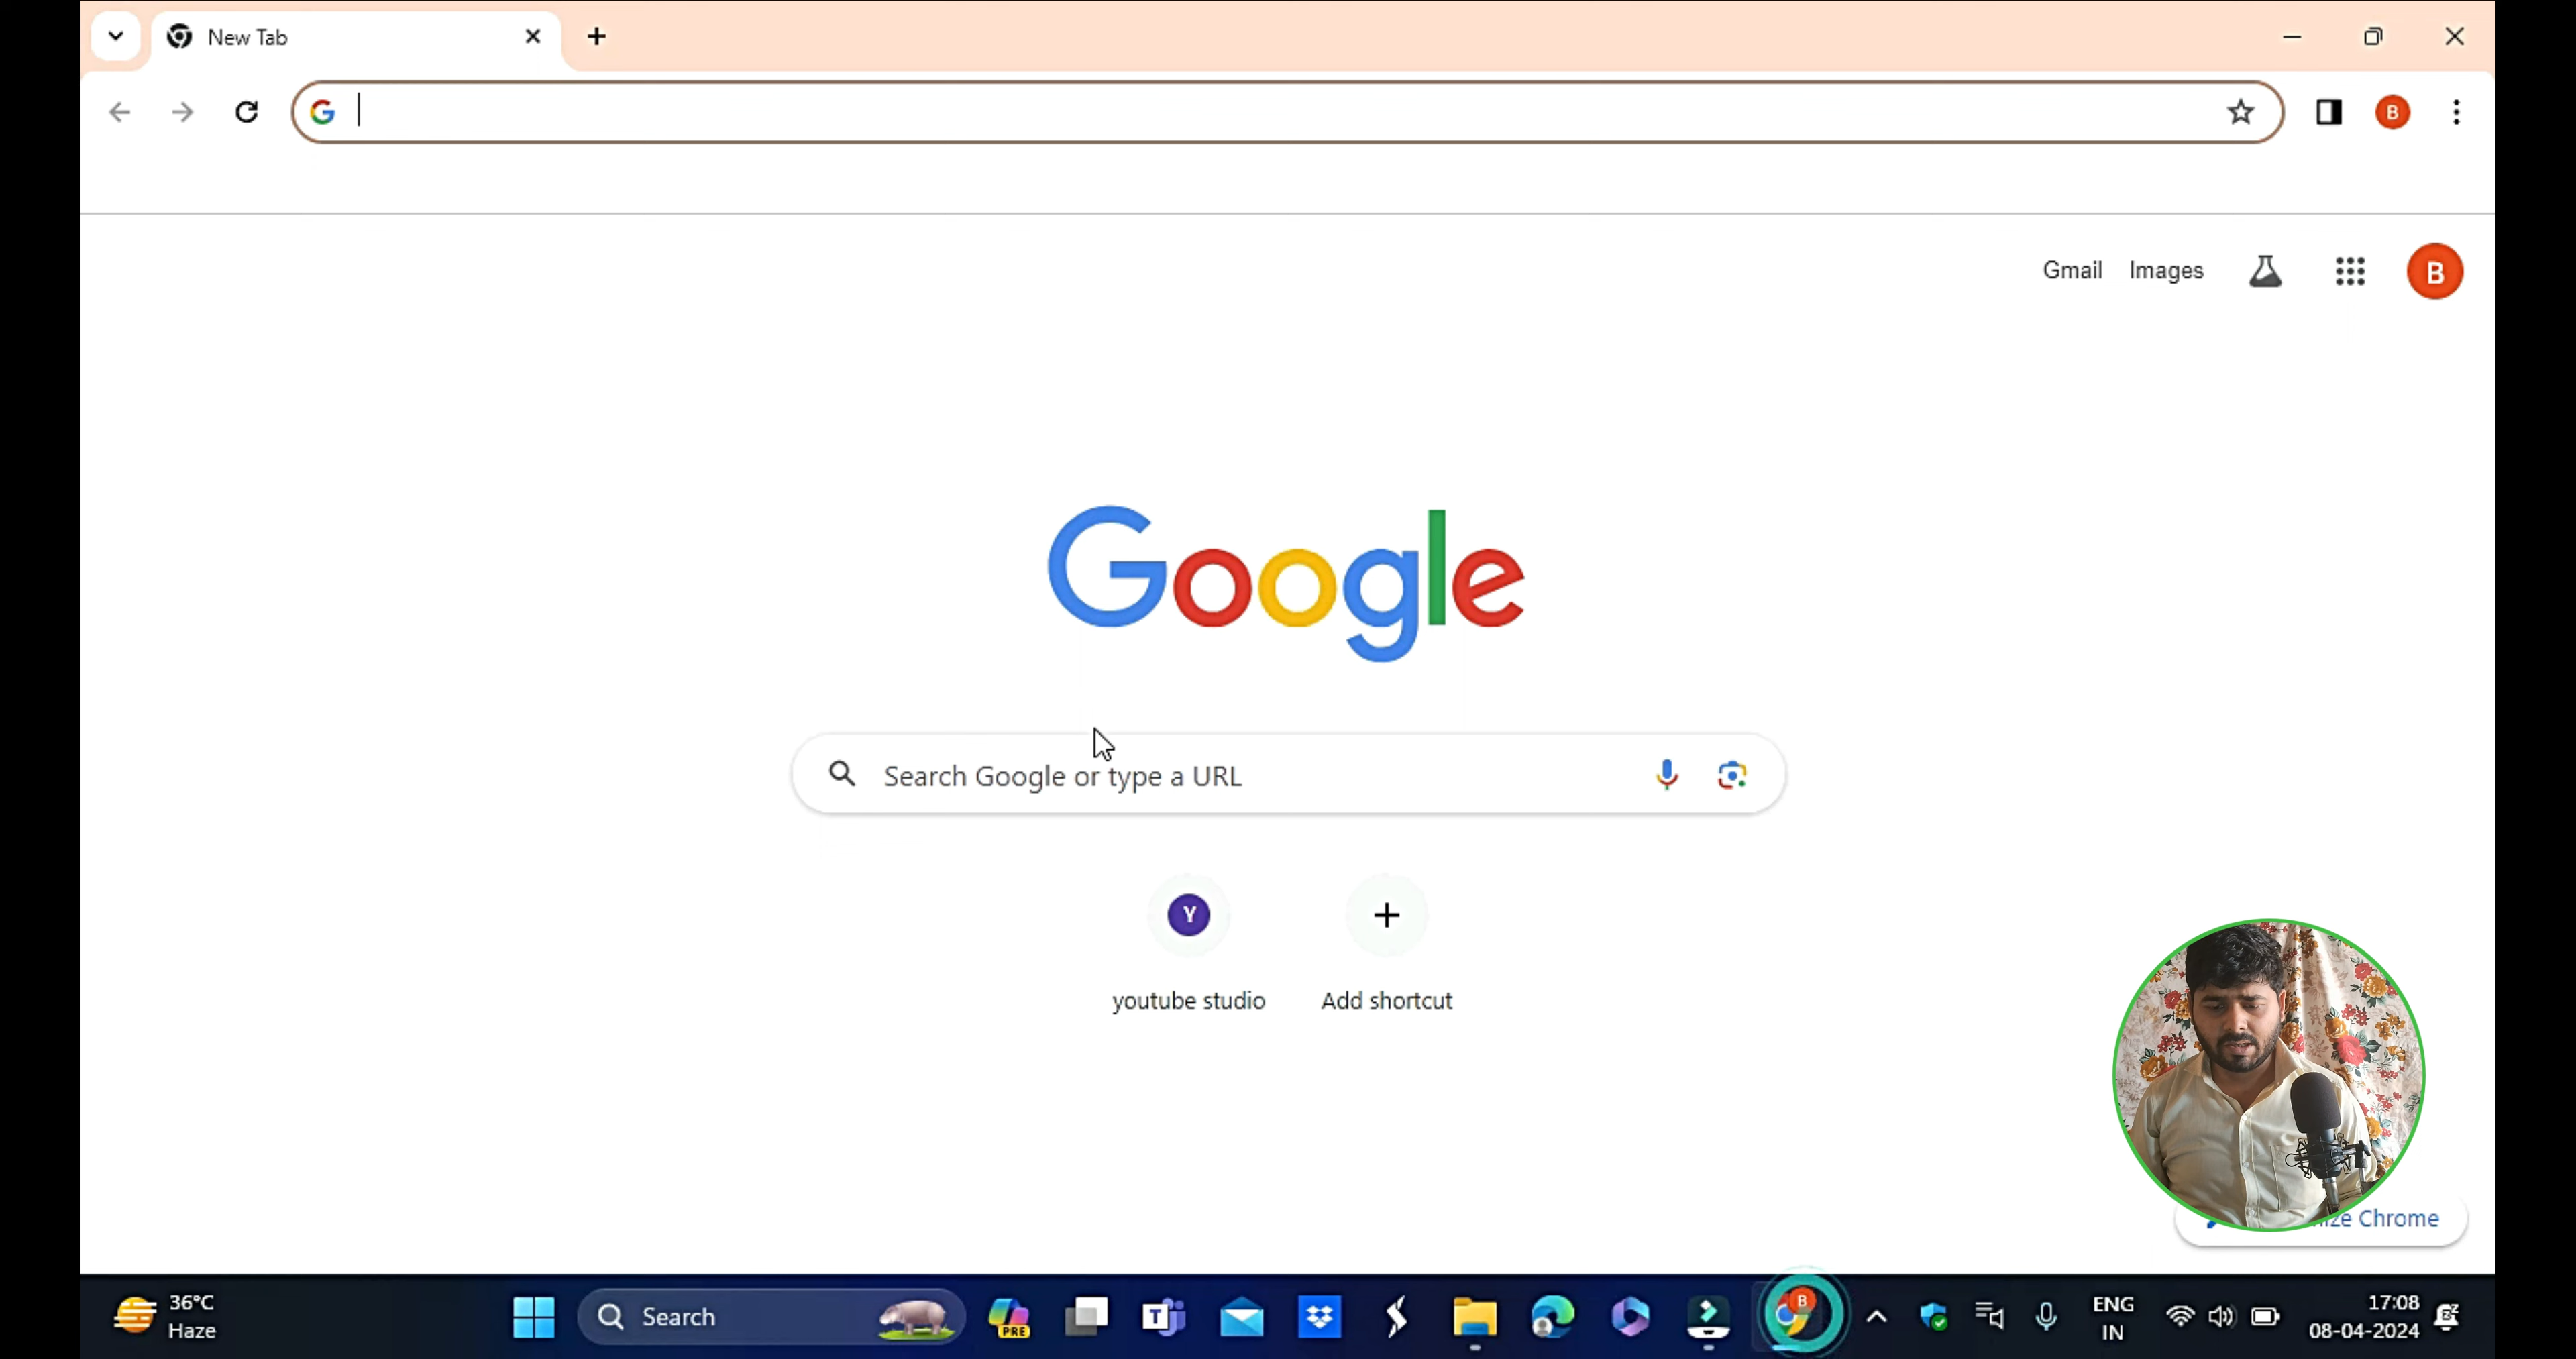 New Tab
B
Gmail Images B
Google
Search Google or type a URL
Y
youtube studio Add shortcut
Chrome
36°C
Haze
Search
PRE
T
B
ENG
IN
17:08
08-04-2024